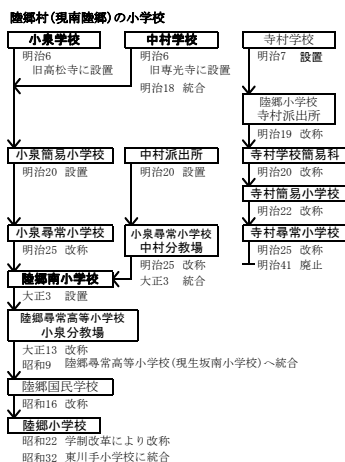 陸郷村（現南陸郷）の小学校
小泉学校
明治6
旧高松寺に設置
中村学校
明治6
旧専光寺に設置
明治18 統合
寺村学校
明治7 設置
陸郷小学校
寺村派出所
明治19 改称
小泉簡易小学校
明治20 設置
中村派出所
明治20 設置
寺村学校簡易科
明治20 改称
寺村簡易小学校
明治22 改称
小泉尋常小学校
明治25 改称
小泉尋常小学校
中村分教場
明治25 改称
大正3 統合
寺村尋常小学校
明治25 改称
明治41 廃止
陸郷南小学校
大正3 設置
陸郷尋常高等小学校
小泉分教場
大正13 改称
昭和9 陸郷尋常高等小学校(現生坂南小学校)へ統合
陸郷国民学校
昭和16 改称
陸郷小学校
昭和22 学制改革により改称
昭和32 東川手小学校に統合